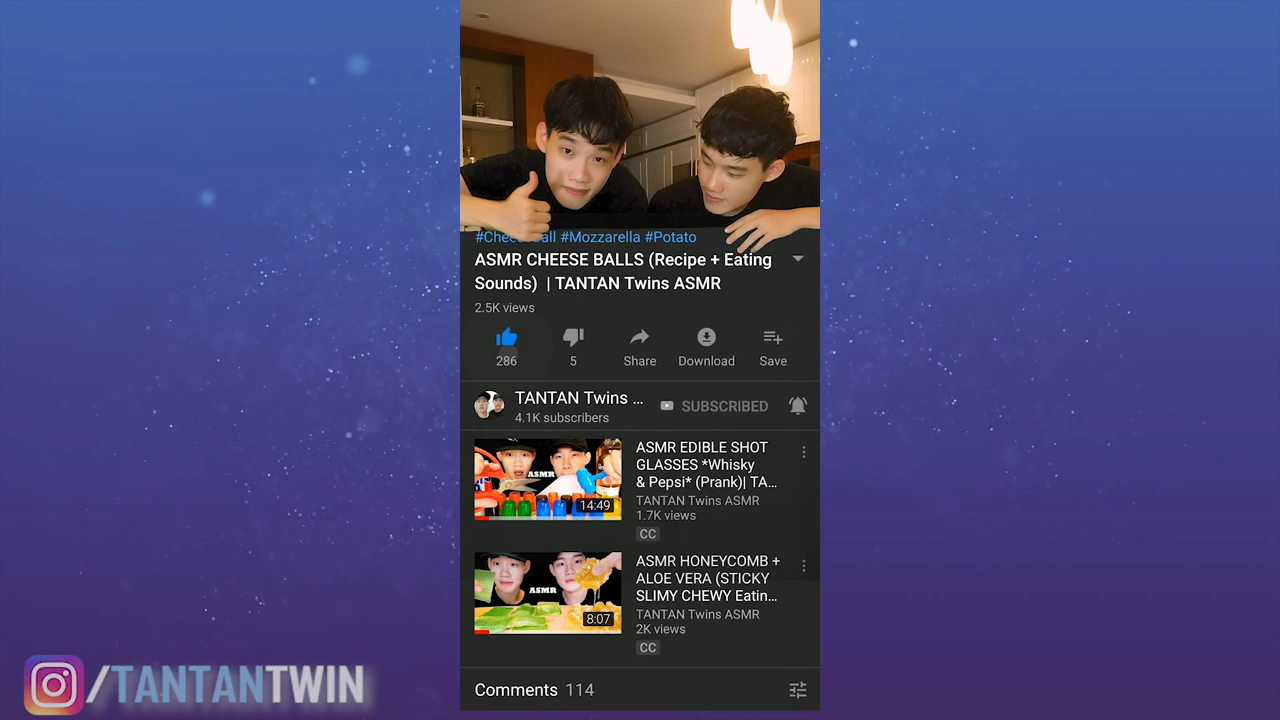 #Cheeseball #Mozzarella #Potato
ASMR CHEESE BALLS (Recipe + Eating
Sounds) | TANTAN Twins ASMR
2.5K views
286
5
Share
Download
Save
TANTAN Twins ...
4.1K subscribers
SUBSCRIBED
ASMR
14:49
ASMR EDIBLE SHOT
GLASSES *Whisky
& Pepsi* (Prank)| TA...
TANTAN Twins ASMR
1.7K views
CC
ASMR
8:07
ASMR HONEYCOMB +
ALOE VERA (STICKY
SLIMY CHEWY Eatin...
TANTAN Twins ASMR
2K views
CC
Comments 114
/TANTANTWIN